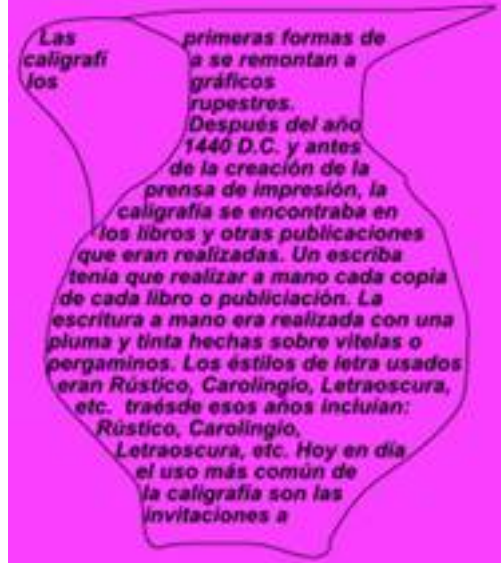 Las primeras formas de
caligrafí a se remontan a
los gráficos
rupestres.
Después del año
1440 D.C. y antes
de la creación de la
prensa de impresión, la
caligrafía se encontraba en
los libros y otras publicaciones
que eran realizadas. Un escriba
tenía que realizar a mano cada copia
de cada libro o publiciación. La
escritura a mano era realizada con una
pluma y tinta hechas sobre vitelas o
pergaminos. Los éstilos de letra usados
eran Rústico, Carolingio, Letraoscura,
etc. traésde esos años incluían:
Rústico, Carolingio,
Letraoscura, etc. Hoy en día
el uso más común de
la caligrafía son las
invitaciones a